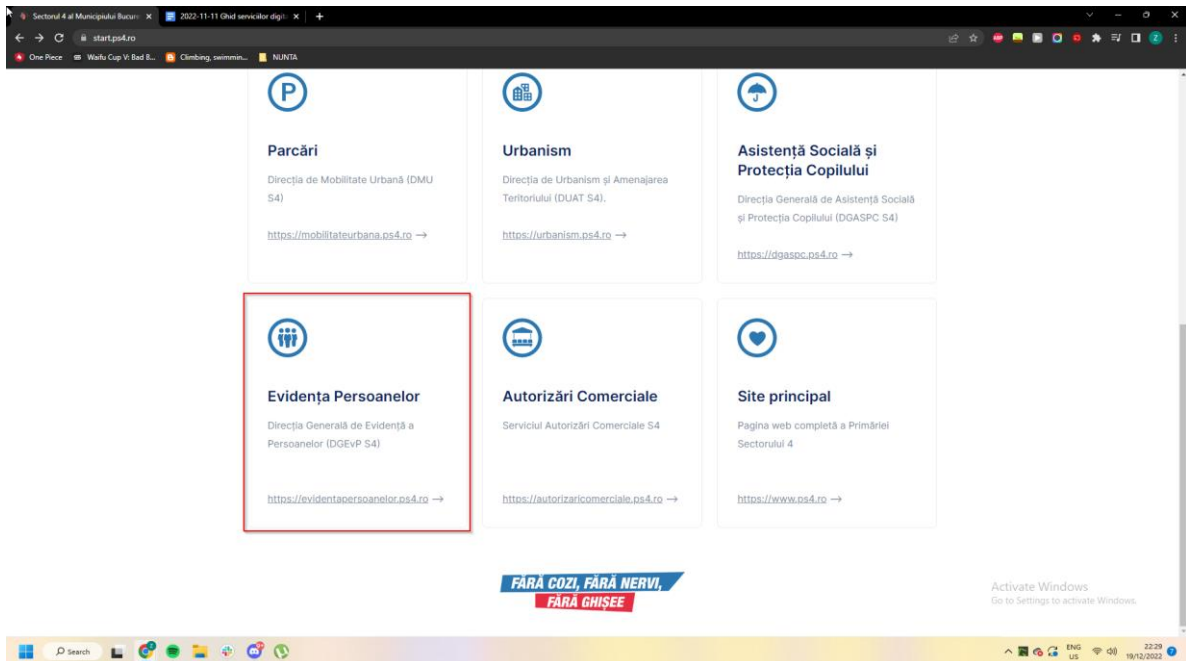 Sectorul 4 al Municipiului Bucure
2022-11-11 Ghid serviciilor digita
start.ps4.ro
One Piece
Waifu Cup V: Bad B...
Climbing, swimmin...
NUNTA
Parcări
Direcția de Mobilitate Urbană (DMU
S4)
https://mobilitateurbana.ps4.ro →
Urbanism
Direcția de Urbanism și Amenajarea
Teritoriului (DUAT S4).
https://urbanism.ps4.ro →
Asistență Socială și
Protecția Copilului
Direcția Generală de Asistență Socială
și Protecția Copilului (DGASPC S4)
https://dgaspc.ps4.ro →
Evidența Persoanelor
Direcția Generală de Evidență a
Persoanelor (DGEvP S4)
https://evidentapersoanelor.ps4.ro →
Autorizări Comerciale
Serviciul Autorizări Comerciale S4
https://autorizaricomerciale.ps4.ro →
Site principal
Pagina web completă a Primăriei
Sectorului 4
https://www.ps4.ro →
FĂRĂ COZI, FĂRĂ NERVI,
FĂRĂ GHIȘEE
Activate Windows
Go to Settings to activate Windows.
Search
ENG
US
22:29
19/12/2022